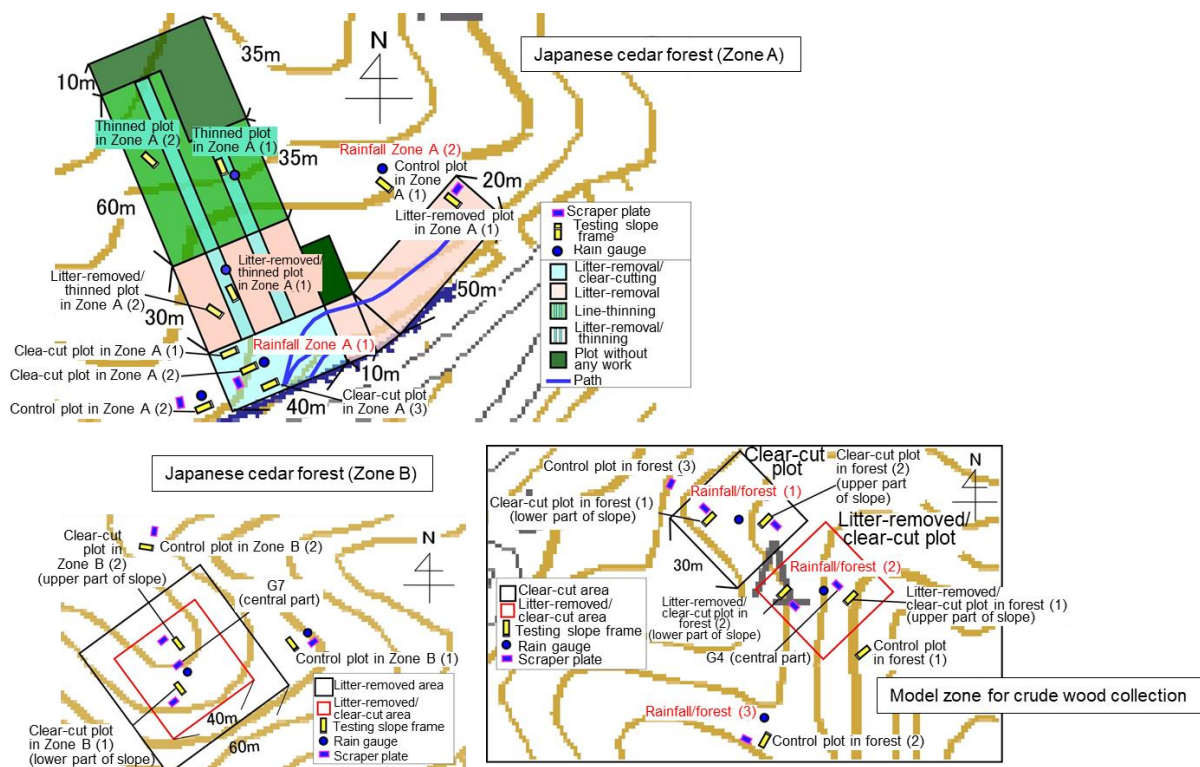 35m
N
Japanese cedar forest (Zone A)
10m
Thinned plot
in Zone A (2)
Thinned plot
in Zone A (1)
35m
Rainfall Zone A (2)
Control plot
in Zone
A (1)
20m
60m
Litter-removed plot
in Zone A (1)
Scraper plate
Testing slope
frame
Rain gauge
Litter-removal/
clear-cutting
Litter-removal
Line-thinning
Litter-removal/
thinning
Plot without
any work
Path
Litter-removed/
thinned plot
in Zone A (2)
Litter-removed/
thinned plot
in Zone A (1)
50m
30m
Rainfall Zone A (1)
Clea-cut plot in Zone A (1)
Clea-cut plot in Zone A (2)
10m
Control plot in Zone A (2)
40m
Clear-cut plot
in Zone A (3)
Japanese cedar forest (Zone B)
N
Clear-cut
plot in
Zone B (2)
(upper part of slope)
Control plot in Zone B (2)
G7
(central part)
Control plot in Zone B (1)
Litter-removed area
Litter-removed/
clear-cut area
Testing slope frame
Rain gauge
Scraper plate
40m
60m
Clear-cut plot
in Zone B (1)
(lower part of slope)
Control plot in forest (3)
Clear-cut
plot
Clear-cut plot
in forest (2)
(upper part
of slope)
N
Rainfall/forest (1)
Clear-cut plot in forest (1)
(lower part of slope)
Litter-removed/
clear-cut plot
30m
Rainfall/forest (2)
Clear-cut area
Litter-removed/
clear-cut area
Testing slope frame
Rain gauge
Scraper plate
Litter-removed/
clear-cut plot in
forest (2)
(lower part of slope)
Litter-removed/
clear-cut plot in forest (1)
(upper part of slope)
G4 (central part)
Control plot
in forest (1)
Model zone for crude wood collection
Rainfall/forest (3)
Control plot in forest (2)